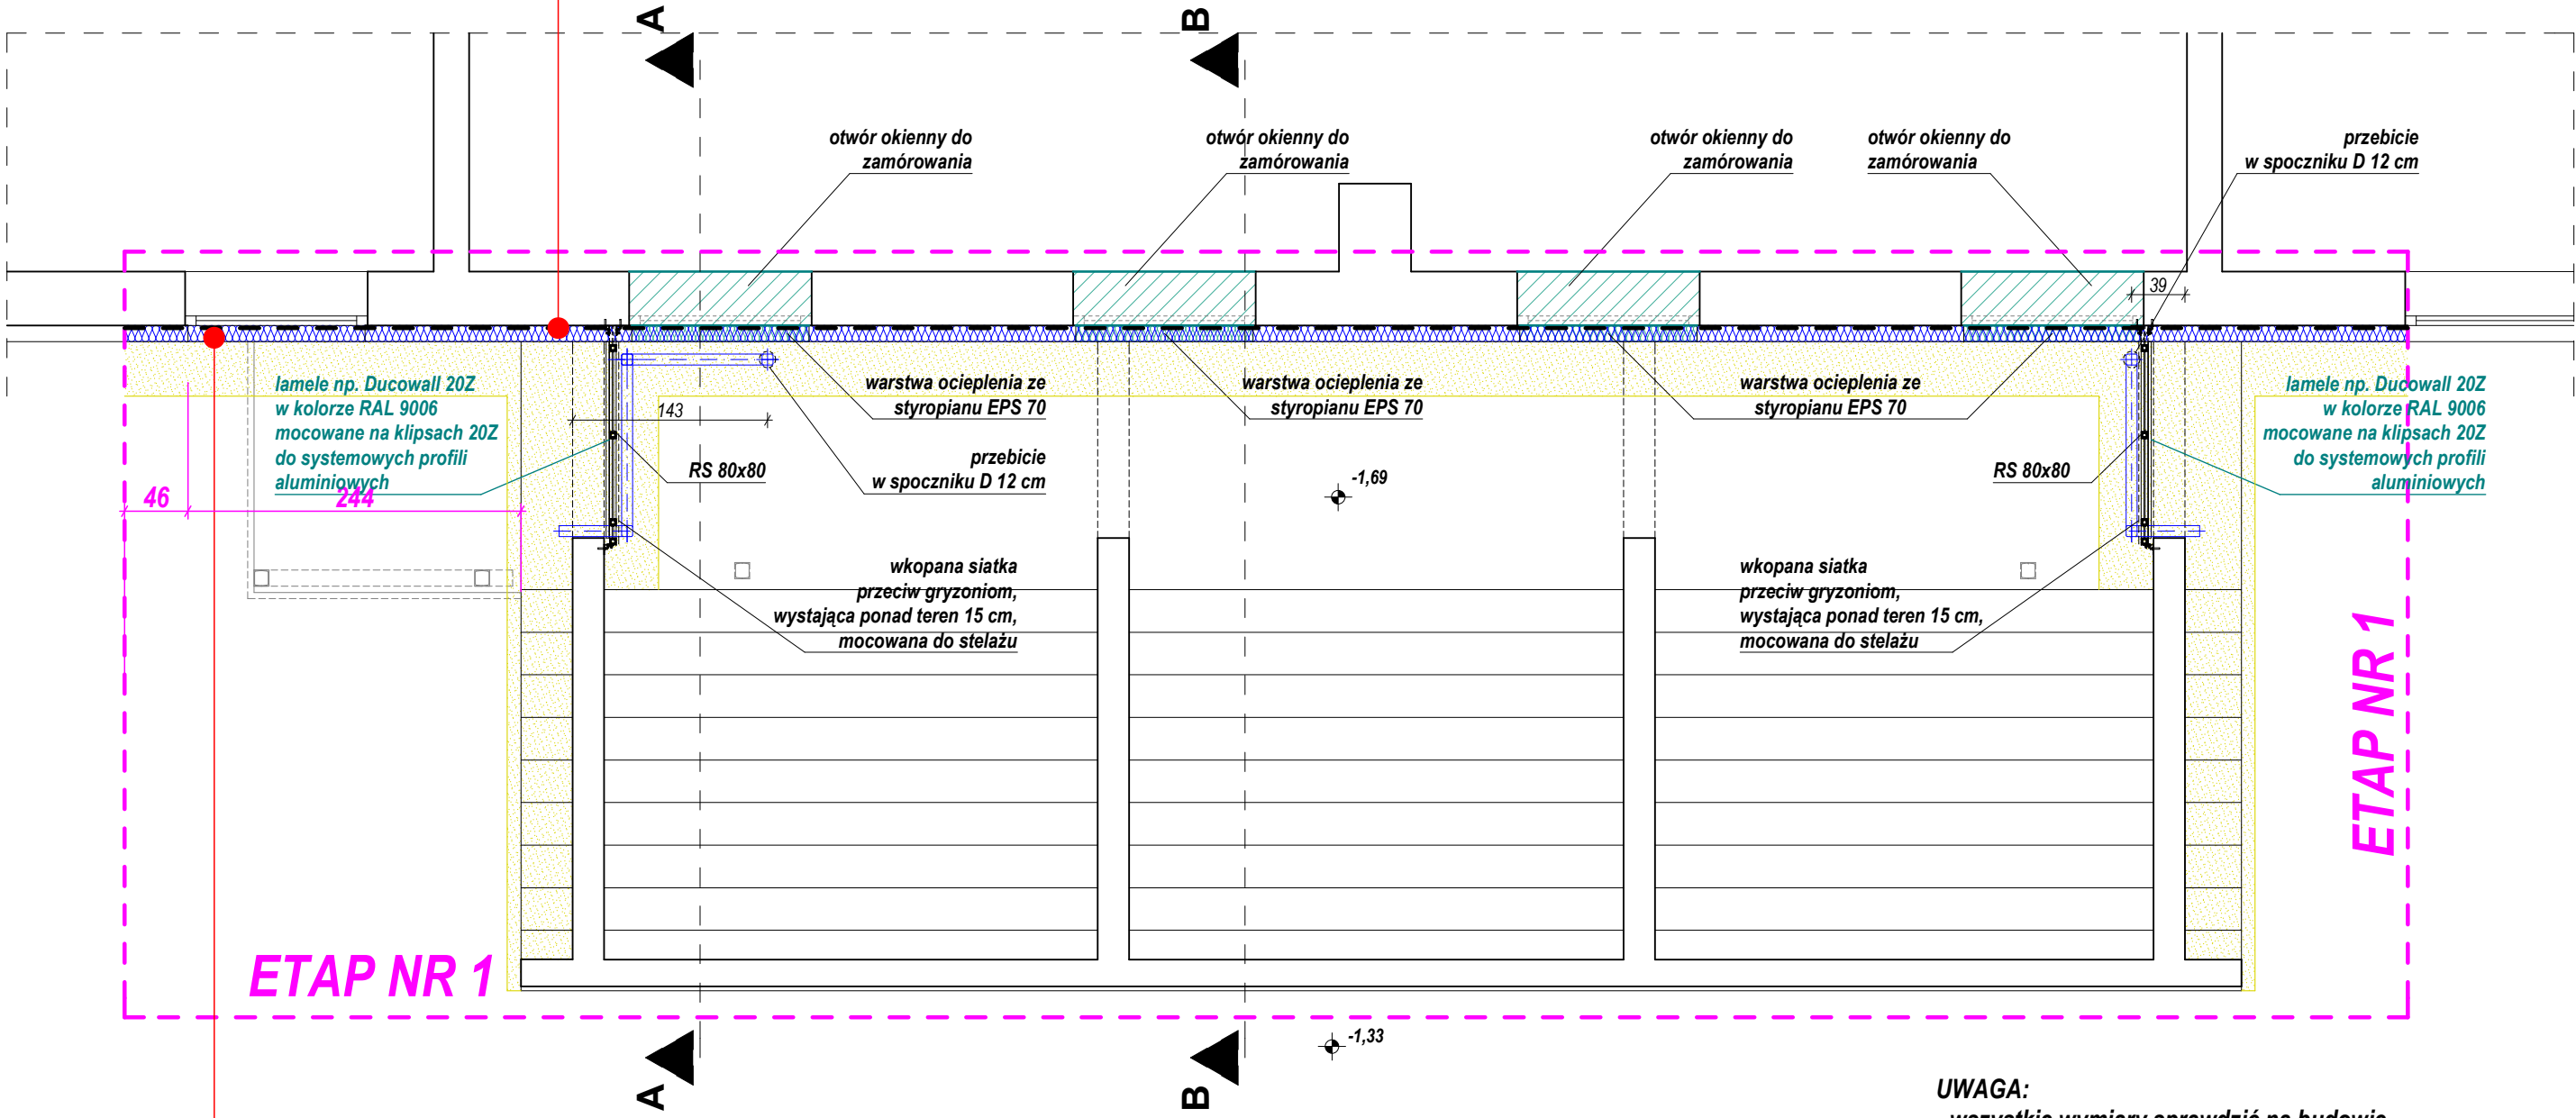 A
B
otwór okienny do
zamórowania
otwór okienny do
zamórowania
otwór okienny do
zamórowania
otwór okienny do
zamórowania
przebicie
w spoczniku D 12 cm
39
lamele np. Ducowall 20Z
w kolorze RAL 9006
mocowane na klipsach 20Z
do systemowych profili
aluminiowych
46
244
143
RS 80x80
warstwa ocieplenia ze
styropianu EPS 70
przebicie
w spoczniku D 12 cm
warstwa ocieplenia ze
styropianu EPS 70
-1,69
warstwa ocieplenia ze
styropianu EPS 70
RS 80x80
lamele np. Ducowall 20Z
w kolorze RAL 9006
mocowane na klipsach 20Z
do systemowych profili
aluminiowych
wkopana siatka
przeciw gryzoniom,
wystająca ponad teren 15 cm,
mocowana do stelażu
wkopana siatka
przeciw gryzoniom,
wystająca ponad teren 15 cm,
mocowana do stelażu
ETAP NR 1
ETAP NR 1
-1,33
A
B
UWAGA:
wszystkie wymiary sprawdzić na budowie